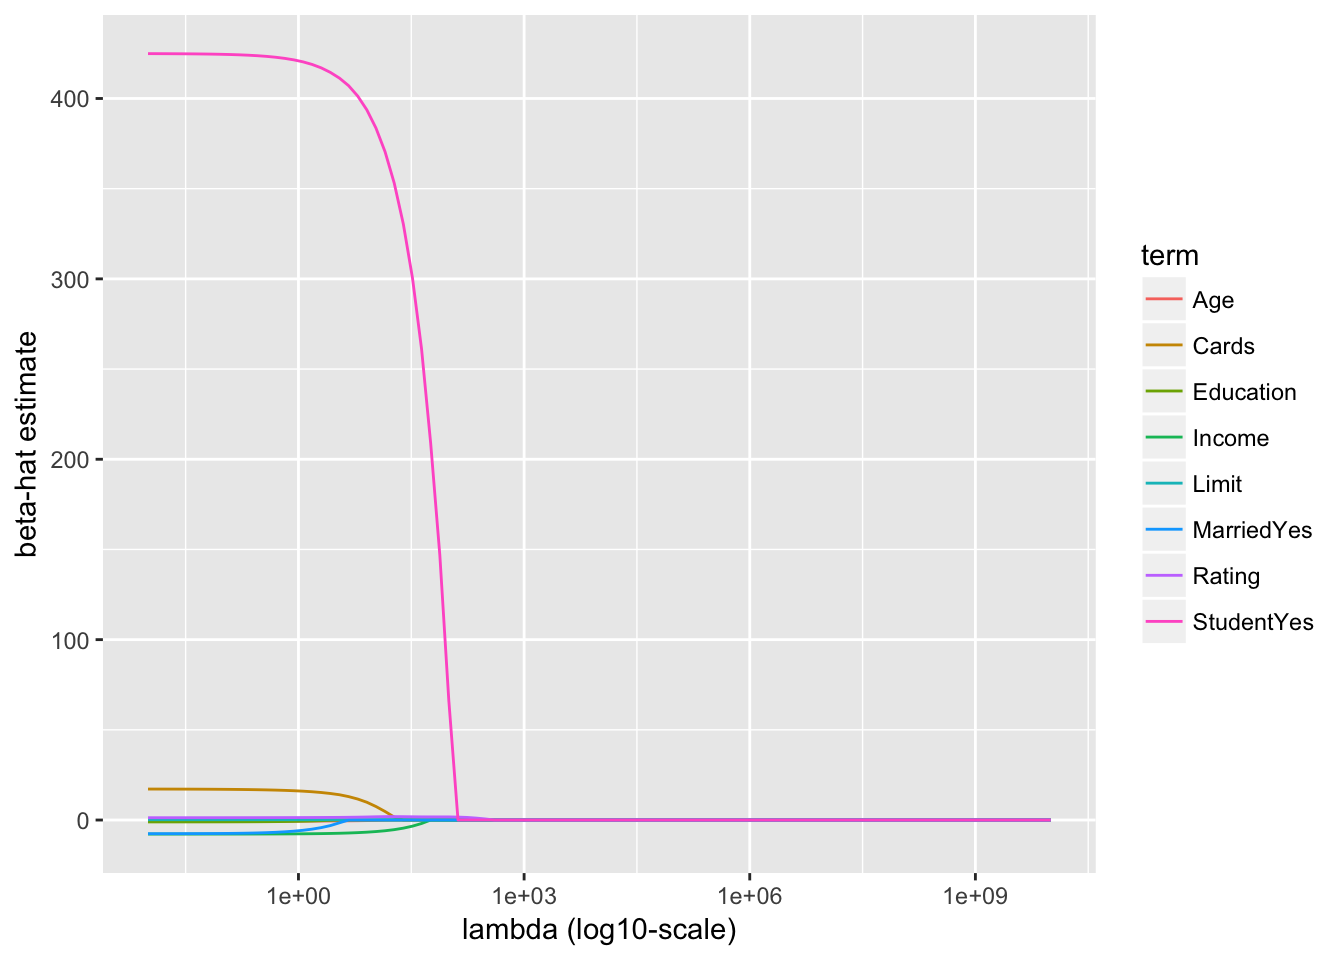 400
300
200
100
0
beta-hat estimate
1e+00 1e+03 1e+06 1e+09
lambda (log10-scale)
term
Age
Cards
Education
Income
Limit
MarriedYes
Rating
StudentYes